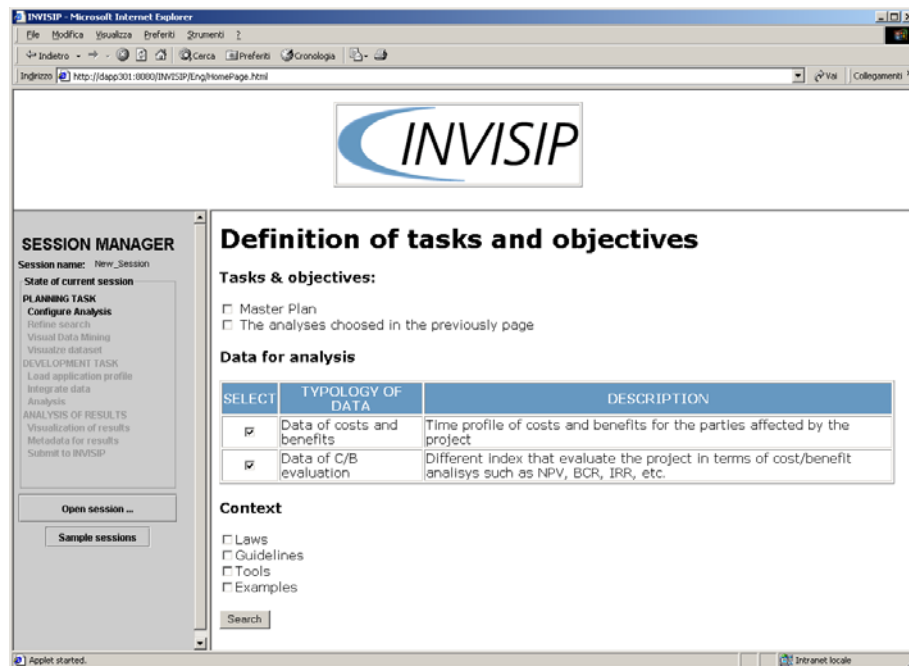 INVISIP - Microsoft Internet Explorer
File Modifica Visualizza Preferiti Strumenti ?
Indietro Cerca Preferiti Cronologia
Indirizzo http://dapp301:8080/INVISIP/Eng/HomePage.html Vai Collegamenti
INVISIP
SESSION MANAGER
Session name: New_Session
State of current session
PLANNING TASK
Configure Analysis
Refine search
Visual Data Mining
Visualze dataset
DEVELOPMENT TASK
Load application profile
Integrate data
Analysis
ANALYSIS OF RESULTS
Visualization of results
Metadata for results
Submit to INVISIP
Open session ...
Sample sessions
Definition of tasks and objectives
Tasks & objectives:
Master Plan
The analyses choosed in the previously page
Data for analysis
SELECT TYPOLOGY OF DESCRIPTION
DATA
Data of costs and Time profile of costs and benefits for the parties affected by the
benefits project
Data of C/B Different index that evaluate the project in terms of cost/benefit
evaluation analisys such as NPV, BCR, IRR, etc.
Context
Laws
Guidelines
Tools
Examples
Search
Applet started. Intranet locale